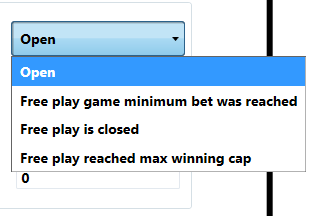 Open
Open
Free play game minimum bet was reached
Free play is closed
Free play reached max winning cap
0